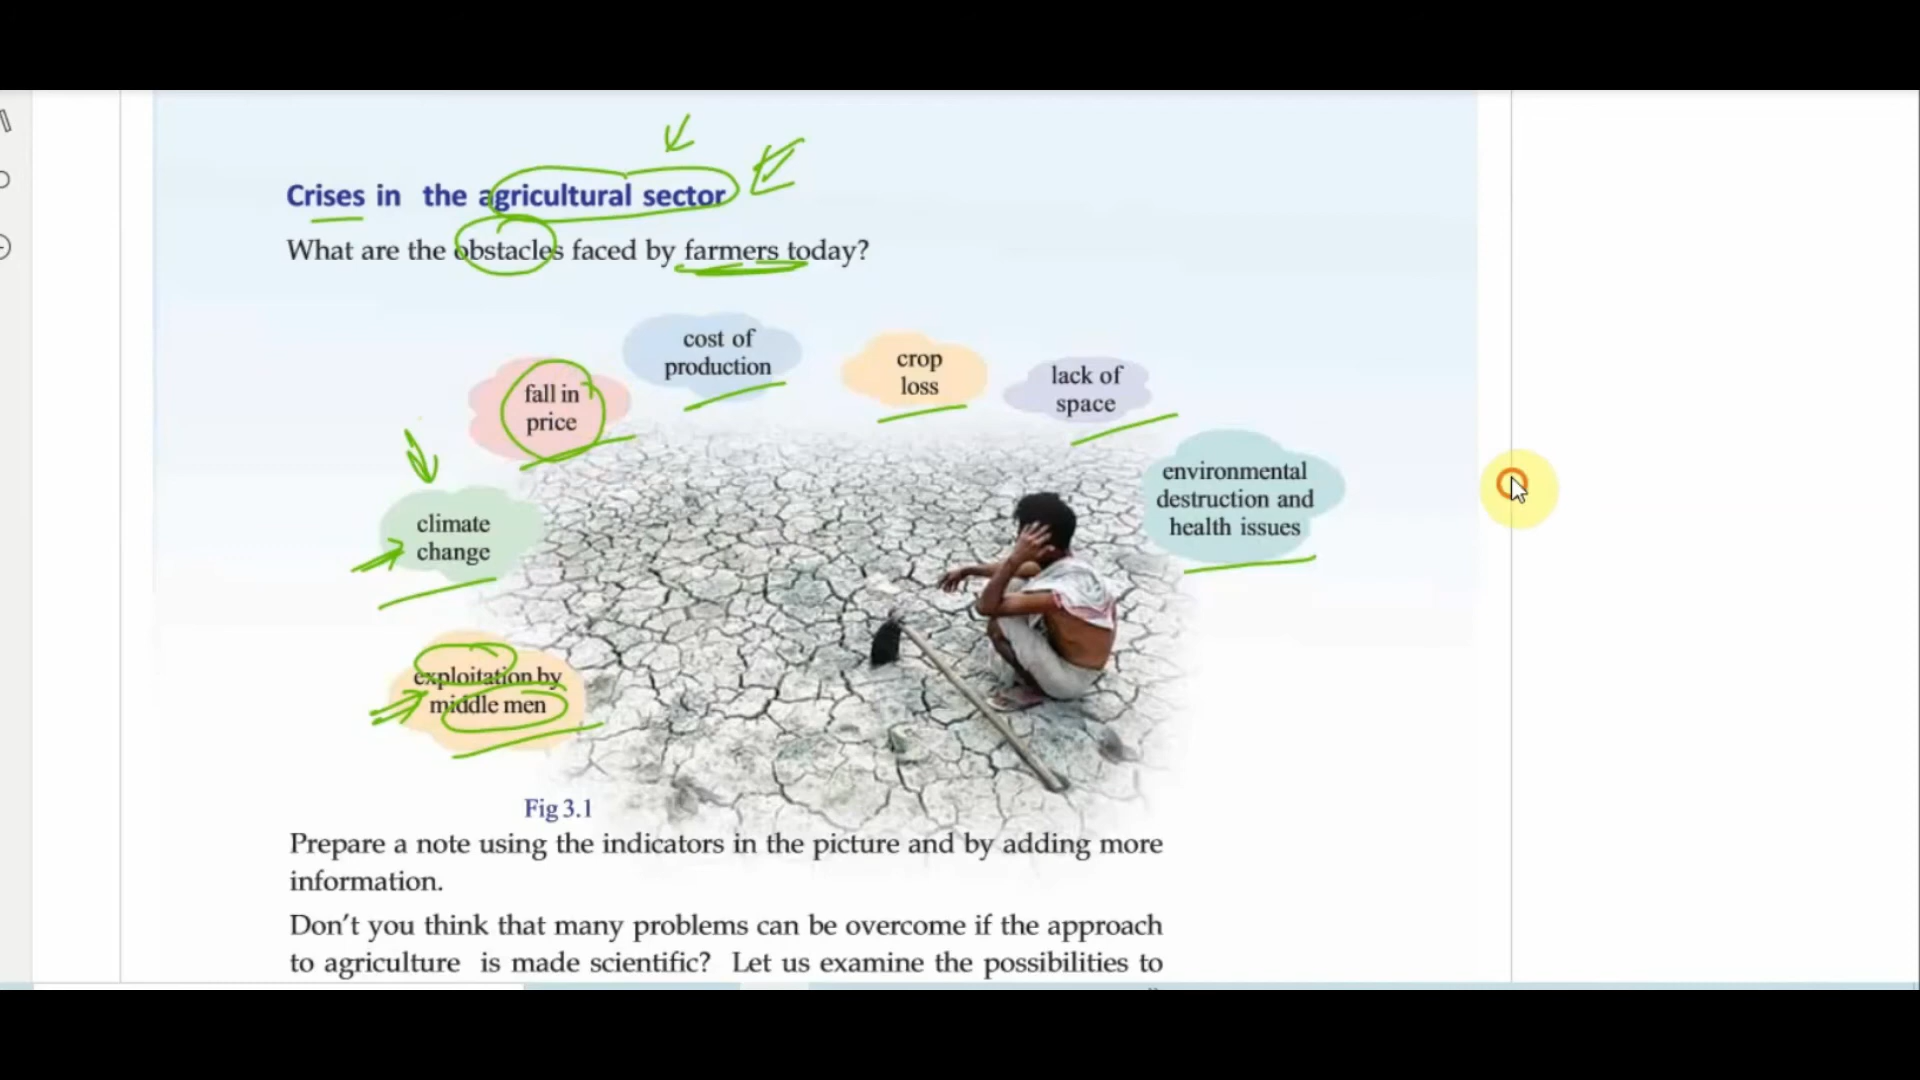 Crises in the agricultural sector
What are the obstacles faced by farmers today?
cost of
production
crop
loss
lack of
space
fall in
price
environmental
destruction and
health issues
climate
change
exploitation by
middle men
Fig 3.1
Prepare a note using the indicators in the picture and by adding more
information.
Don't you think that many problems can be overcome if the approach
to agriculture is made scientific? Let us examine the possibilities to